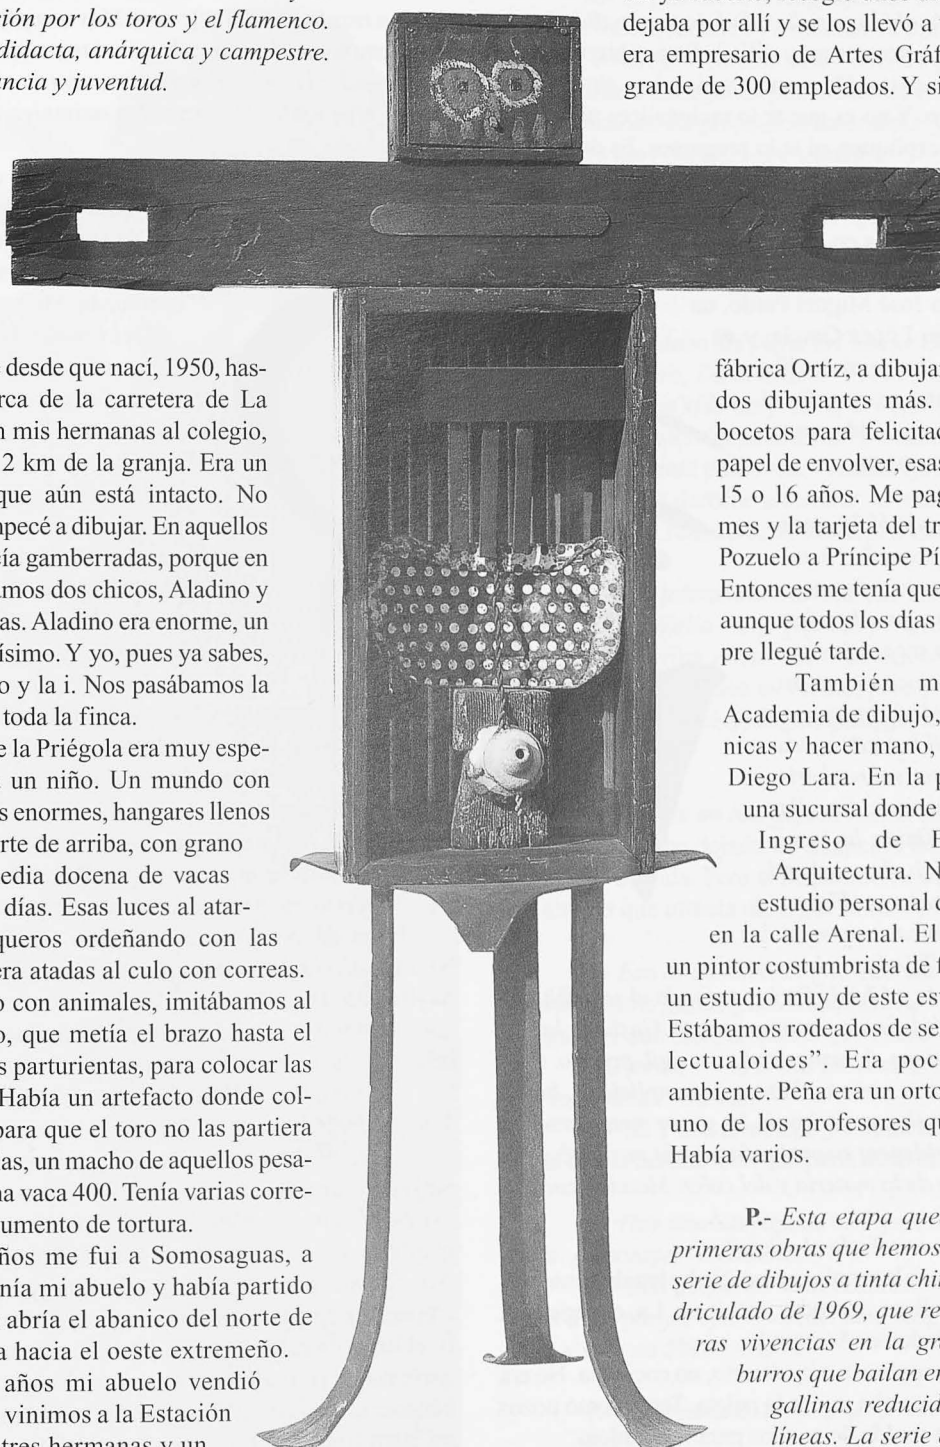 ción por los toros y el flamenco.
didacta, anárquica y campestre.
ancia y juventud.
desde que nací, 1950, has-
rca de la carretera de La
n mis hermanas al colegio,
2 km de la granja. Era un
que aún está intacto. No
mpecé a dibujar. En aquellos
cía gamberradas, porque en
amos dos chicos, Aladino y
as. Aladino era enorme, un
ísimo. Y yo, pues ya sabes,
o y la i. Nos pasábamos la
toda la finca.
e la Priégola era muy espe-
un niño. Un mundo con
s enormes, hangares llenos
rte de arriba, con grano
edia docena de vacas
días. Esas luces al atar-
queros ordeñando con las
era atadas al culo con correas.
o con animales, imitábamos al
o, que metía el brazo hasta el
s parturientas, para colocar las
Había un artefacto donde col-
para que el toro no las partiera
as, un macho de aquellos pesa-
na vaca 400. Tenía varias corre-
umento de tortura.
ños me fui a Somosaguas, a
nía mi abuelo y había partido
abría el abanico del norte de
a hacia el oeste extremeño.
años mi abuelo vendió
vinimos a la Estación
tres hermanas y un
dejaba por allí y se los llevó a
era empresario de Artes Gráf
grande de 300 empleados. Y si
fábrica Ortíz, a dibujar
dos dibujantes más.
bocetos para felicitac
papel de envolver, esas
15 o 16 años. Me pag
mes y la tarjeta del tr
Pozuelo a Príncipe Pí
Entonces me tenía que
aunque todos los días
pre llegué tarde.
También m
Academia de dibujo,
nicas y hacer mano,
Diego Lara. En la p
una sucursal donde
Ingreso de B
Arquitectura. N
estudio personal d
en la calle Arenal. El
un pintor costumbrista de f
un estudio muy de este es
Estábamos rodeados de se
lectualoides”. Era poc
ambiente. Peña era un orto
uno de los profesores qu
Había varios.
P.- Esta etapa que
primeras obras que hemos
serie de dibujos a tinta chi
driculado de 1969, que re
ras vivencias en la gr
burros que bailan en
gallinas reducia
líneas. La serie